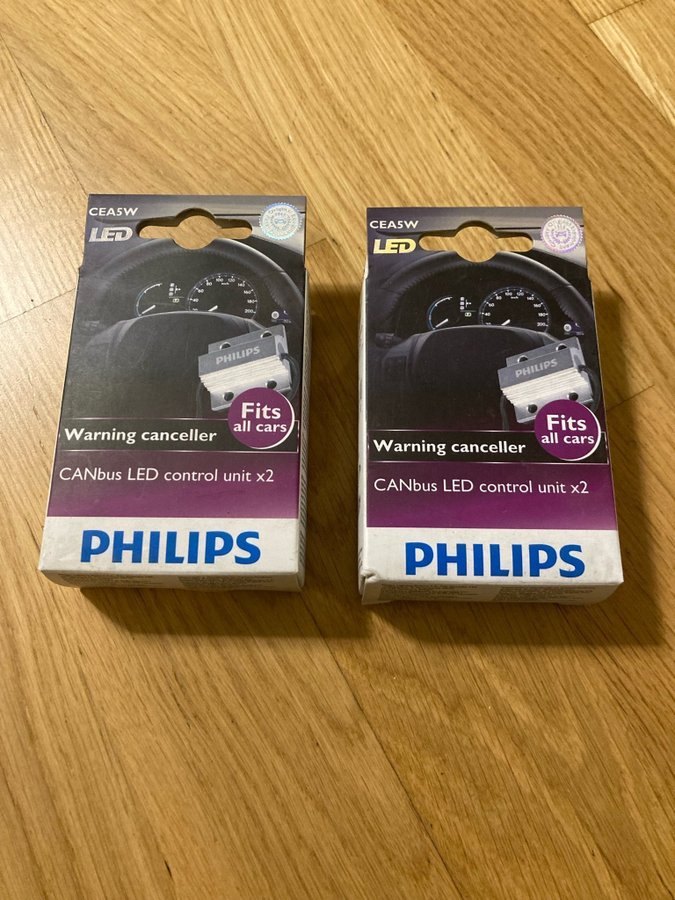 CEA5W
LED
PHILIPS
Fits
all cars
Warning canceller
CANbus LED control unit x2
PHILIPS
CEA5W
LED
PHILIPS
Fits
all cars
Warning canceller
CANbus LED control unit x2
PHILIPS